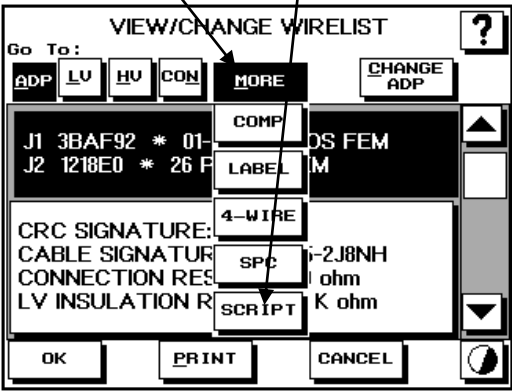 VIEW/CHANGE WIRELIST
?
Go To:
ADP LV HV CON MORE CHANGE ADP
COMP
LABEL
4-WIRE
SPC
SCRIPT
J1 3BAF92 * 01- OS FEM
J2 1218E0 * 26 P
CRC SIGNATURE:
CABLE -2J8NH
CONNECTION ohm
LV INSULATION K ohm
OK PRINT CANCEL